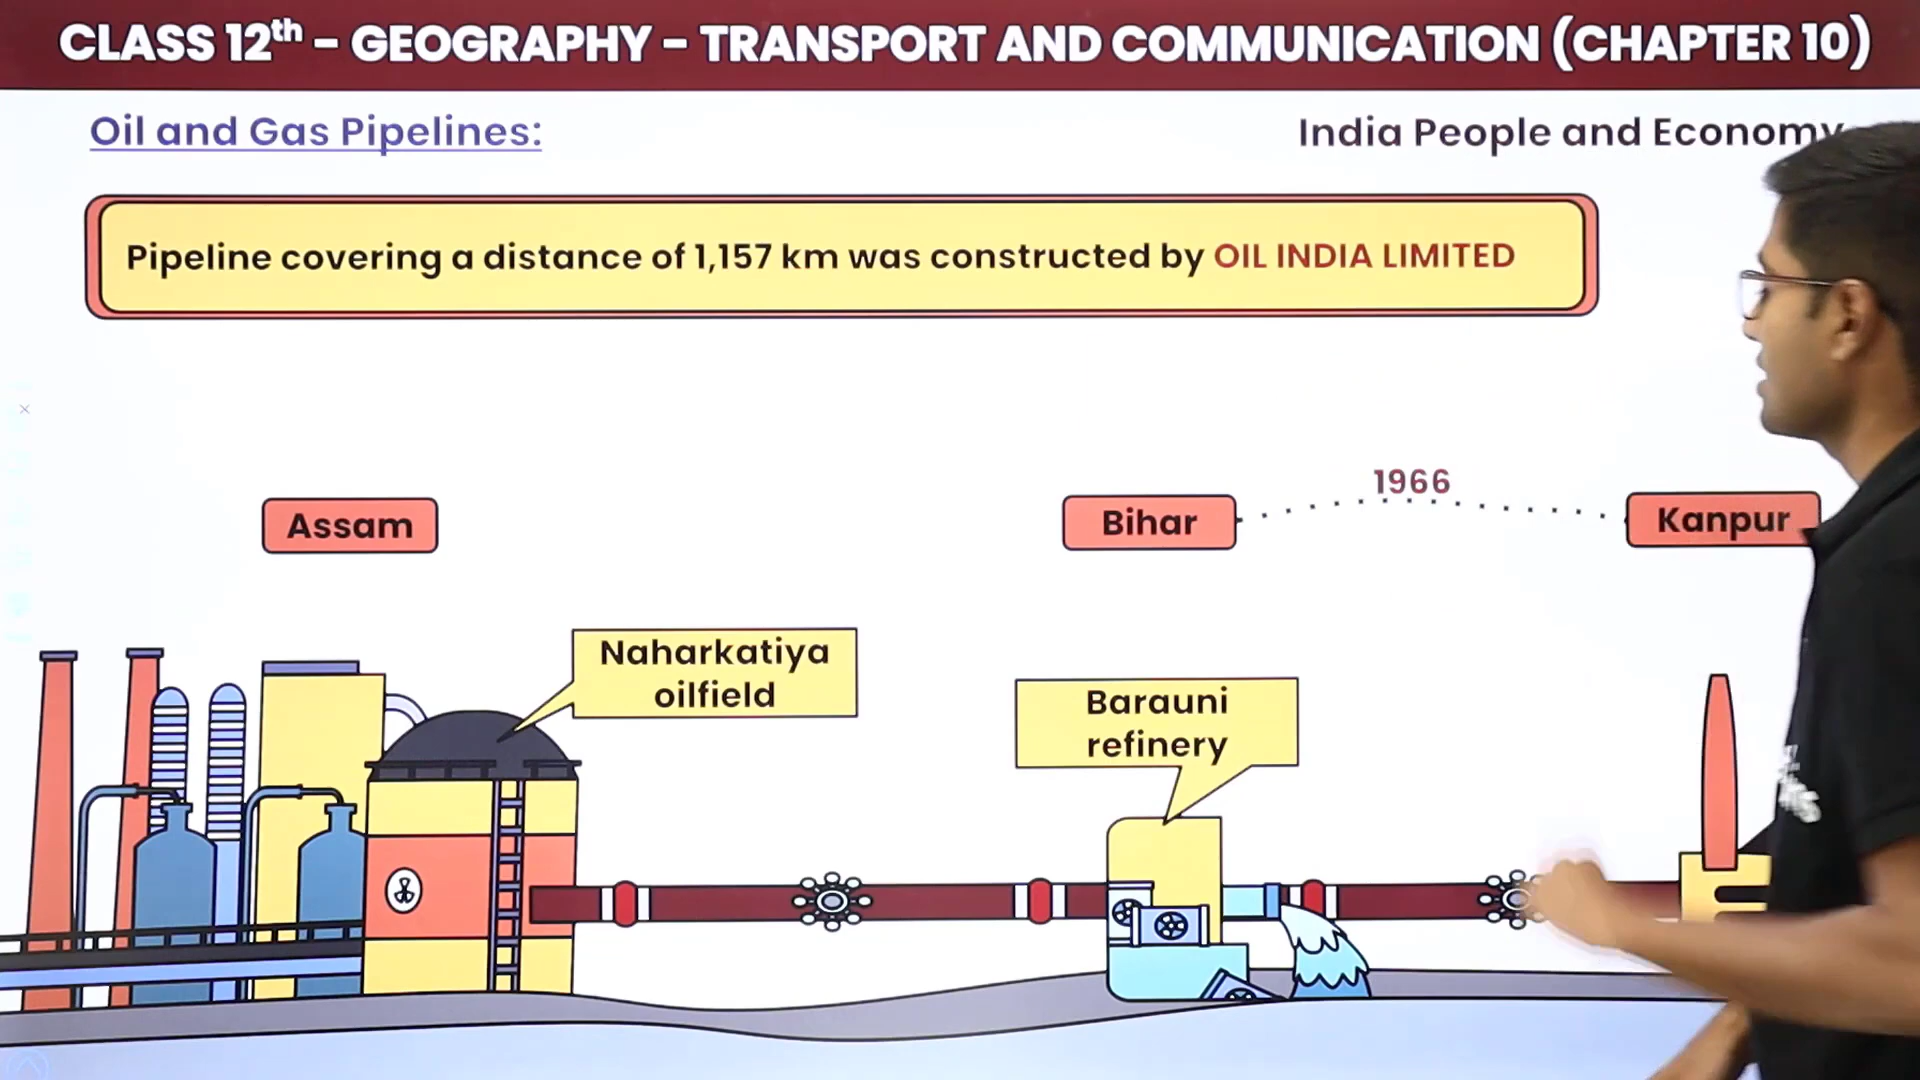 CLASS 12th - GEOGRAPHY - TRANSPORT AND COMMUNICATION (CHAPTER 10)
Oil and Gas Pipelines:
India People and Economy
Pipeline covering a distance of 1,157 km was constructed by OIL INDIA LIMITED
1966
Assam
Bihar
Kanpur
Naharkatiya
oilfield
Barauni
refinery